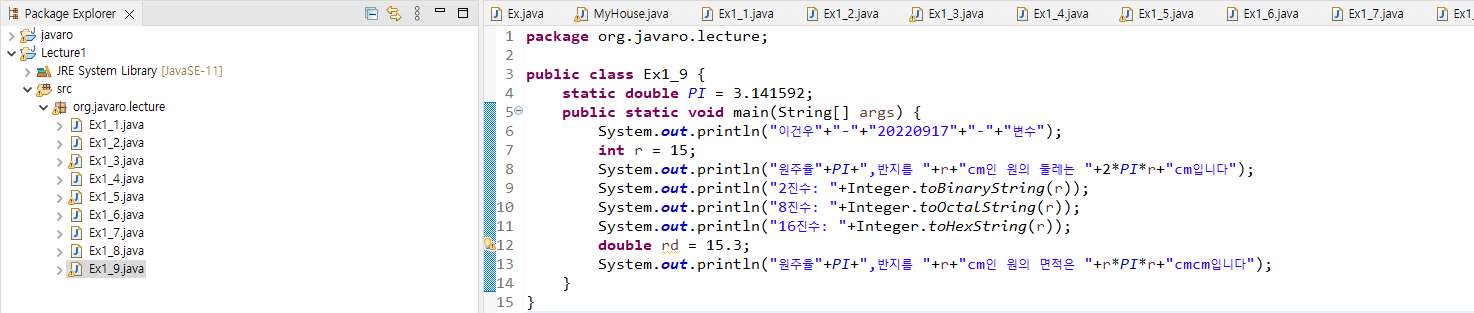 Package Explorer
javaro
Lecture1
JRE System Library [JavaSE-11]
src
org.javaro.lecture
Ex1_1.java
Ex1_2.java
Ex1_3.java
Ex1_4.java
Ex1_5.java
Ex1_6.java
Ex1_7.java
Ex1_8.java
Ex1_9.java
Ex.java MyHouse.java Ex1_1.java Ex1_2.java Ex1_3.java Ex1_4.java Ex1_5.java Ex1_6.java Ex1_7.java Ex1_
1 package org.javaro.lecture;
2
3 public class Ex1_9 {
4 static double PI = 3.141592;
5 public static void main(String[] args) {
6 System.out.println("이건우"+"-"+"20220917"+"-"+"변수");
7 int r = 15;
8 System.out.println("원주율"+PI+",반지름 "+r+"cm인 원의 둘레는 "+2*PI*r+"cm입니다");
9 System.out.println("2진수: "+Integer.toBinaryString(r));
10 System.out.println("8진수: "+Integer.toOctalString(r));
11 System.out.println("16진수: "+Integer.toHexString(r));
12 double rd = 15.3;
13 System.out.println("원주율"+PI+",반지름 "+r+"cm인 원의 면적은 "+r*PI*r+"cmcm입니다");
14 }
15 }